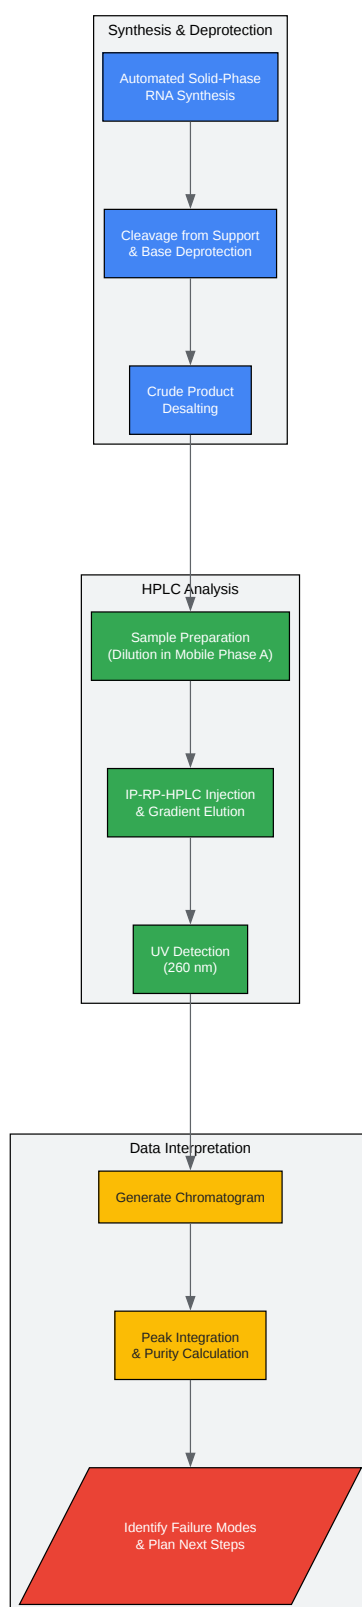 Synthesis & Deprotection
Automated Solid-Phase
RNA Synthesis
Cleavage from Support
& Base Deprotection
Crude Product
Desalting
HPLC Analysis
Sample Preparation
(Dilution in Mobile Phase A)
IP-RP-HPLC Injection
& Gradient Elution
UV Detection
(260 nm)
Data Interpretation
Generate Chromatogram
Peak Integration
& Purity Calculation
Identify Failure Modes
& Plan Next Steps